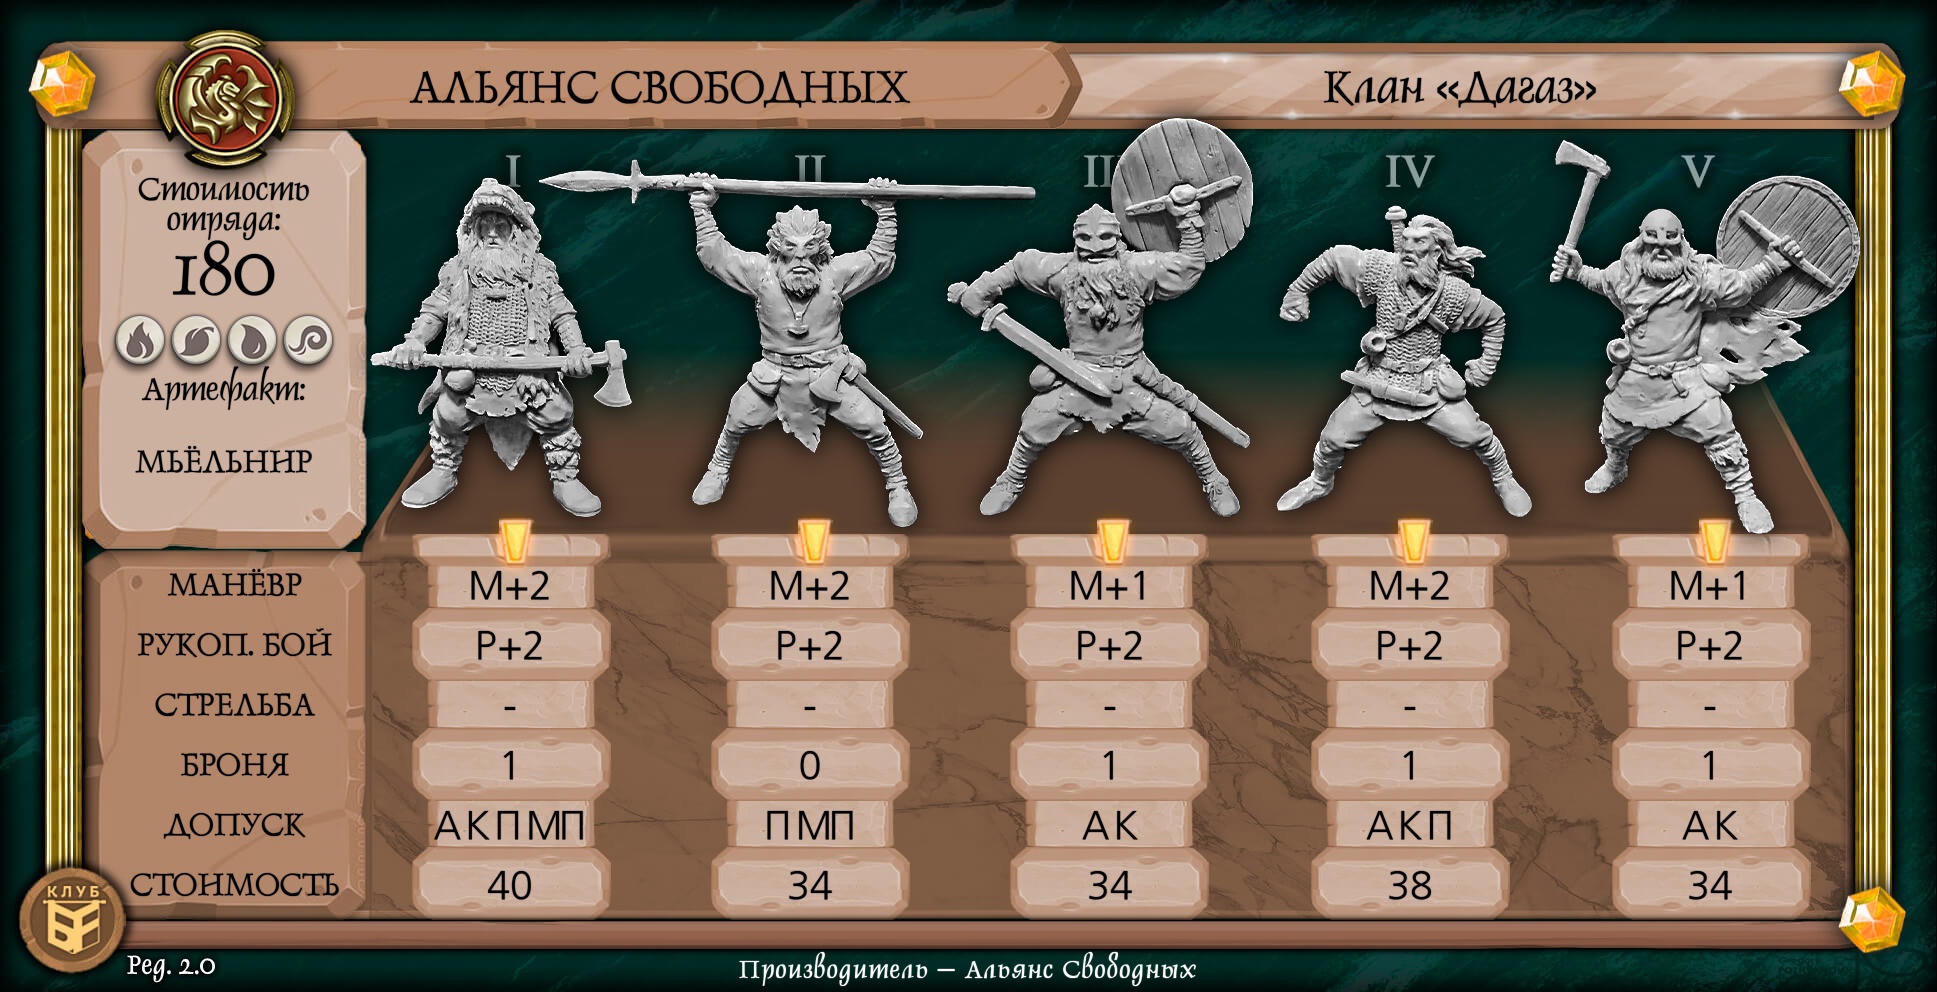 АЛЬЯНС СВОБОДНЫХ
Клан «Дагаз»
Стоимость
отряда:
180
Артефакт:
МЬЁЛЬНИР
I II III IV V
МАНЁВР М+2 М+2 М+1 М+2 М+1
РУКОП. БОЙ Р+2 Р+2 Р+2 Р+2 Р+2
СТРЕЛЬБА - - - - -
БРОНЯ 1 0 1 1 1
ДОПУСК АКПМП ПМП АК АКП АК
СТОИМОСТЬ 40 34 34 38 34
КЛУБ
Ред. 2.0
Производитель – Альянс Свободных